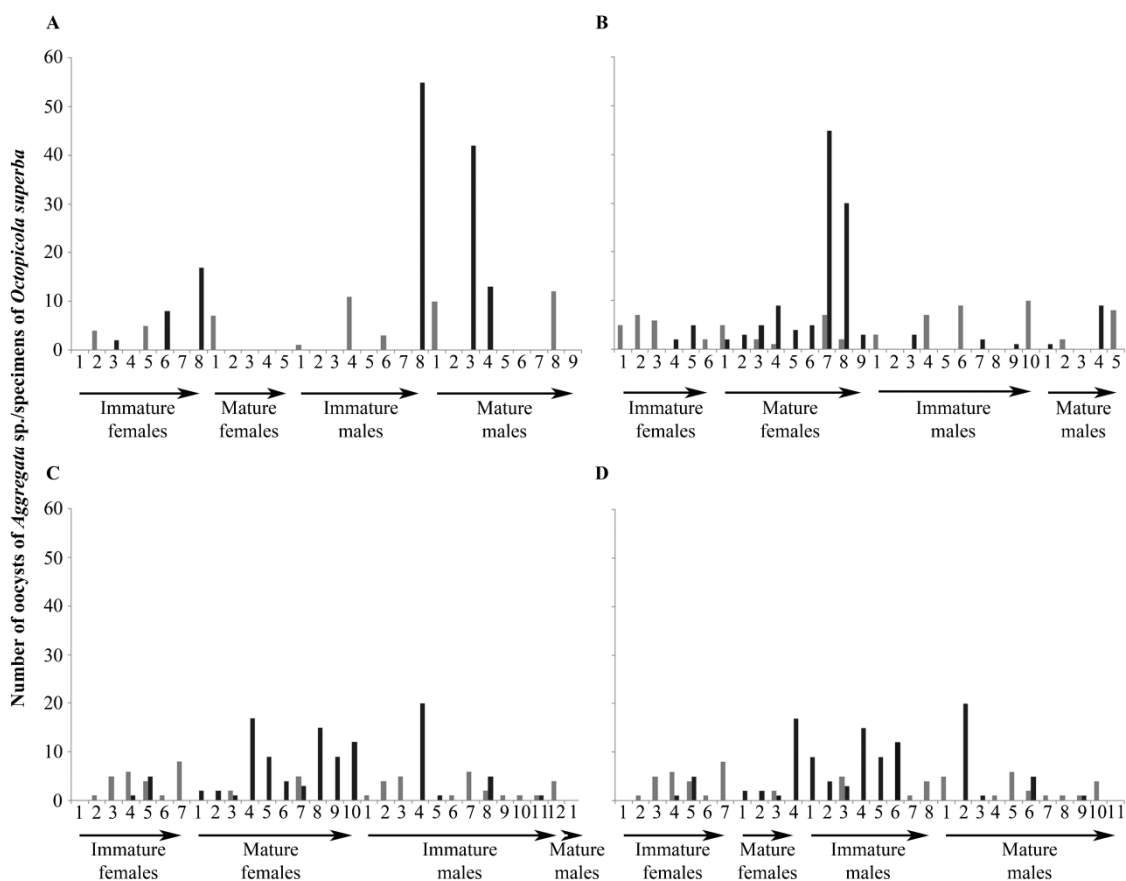 A
B
Number of oocysts of Aggregata sp./specimens of Octopicola superba
60
50
40
30
20
10
0
1 2 3 4 5 6 7 8 1 2 3 4 5 1 2 3 4 5 6 7 8 1 2 3 4 5 6 7 8 9
Immature females
Mature females
Immature males
Mature males
1 2 3 4 5 6 1 2 3 4 5 6 7 8 9 1 2 3 4 5 6 7 8 9 10 1 2 3 4 5
Immature females
Mature females
Immature males
Mature males
C
D
60
50
40
30
20
10
0
1 2 3 4 5 6 7 1 2 3 4 5 6 7 8 9 10 1 2 3 4 5 6 7 8 9 10 11 12 1
Immature females
Mature females
Immature males
Mature males
1 2 3 4 5 6 7 1 2 3 4 1 2 3 4 5 6 7 8 1 2 3 4 5 6 7 8 9 10 11
Immature females
Mature females
Immature males
Mature males